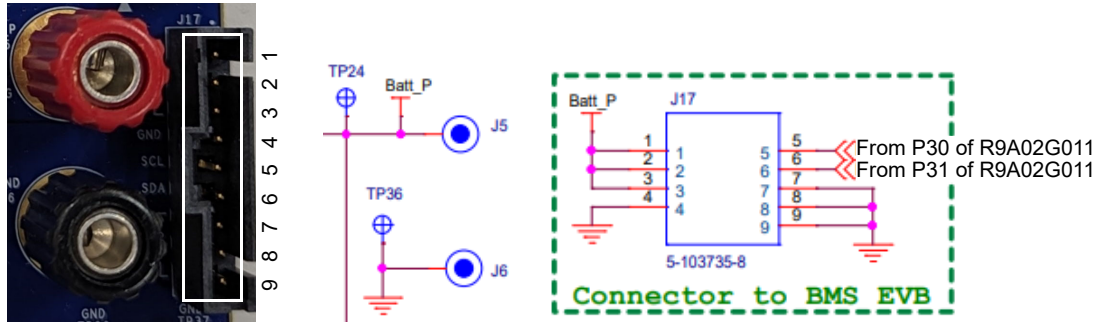 J17
GND
SCL
SDA
GND
1
2
3
4
5
6
7
8
9
TP24
Batt_P
J5
TP36
J6
Batt_P
J17
1
2
3
4
1
2
3
4
5
6
7
8
9
5
6
7
8
9
From P30 of R9A02G011
From P31 of R9A02G011
5-103735-8
Connector to BMS EVB